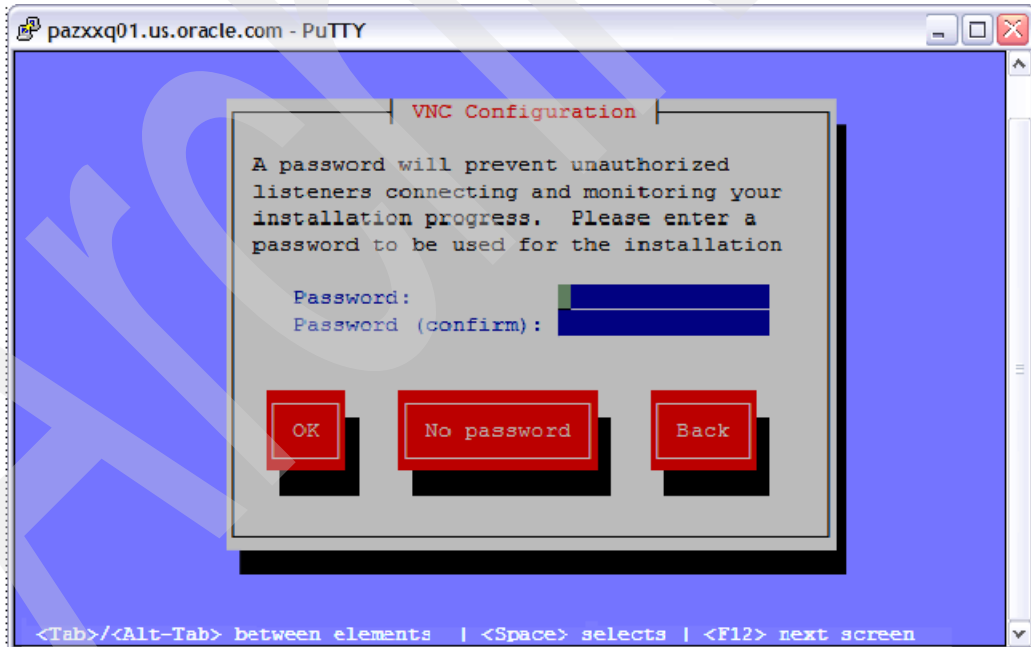 pazxxq01.us.oracle.com - PuTTY
VNC Configuration
A password will prevent unauthorized
listeners connecting and monitoring your
installation progress.  Please enter a
password to be used for the installation
Password:
Password (confirm):
OK No password Back
<Tab>/<Alt-Tab> between elements | <Space> selects | <F12> next screen